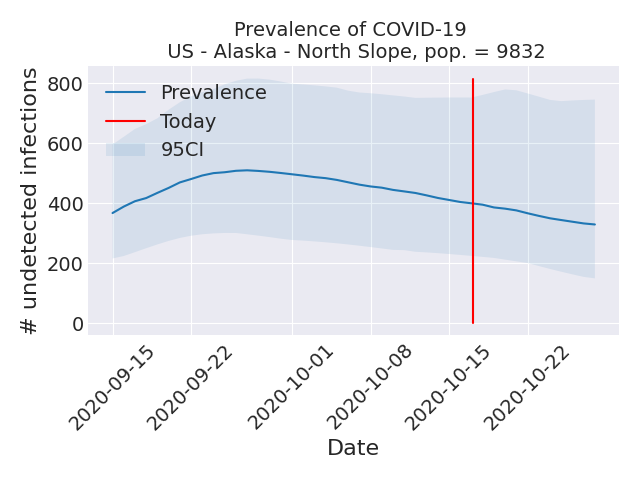 Prevalence of COVID-19
US - Alaska - North Slope, pop. = 9832
# undetected infections
800
600
400
200
0
Prevalence
Today
95CI
2020-09-15
2020-09-22
2020-10-01
2020-10-08
2020-10-15
2020-10-22
Date